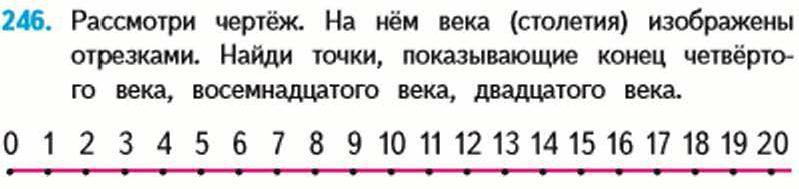 246. Рассмотри чертёж. На нём века (столетия) изображены
отрезками. Найди точки, показывающие конец четвёрто-
го века, восемнадцатого века, двадцатого века.
0 1 2 3 4 5 6 7 8 9 10 11 12 13 14 15 16 17 18 19 20